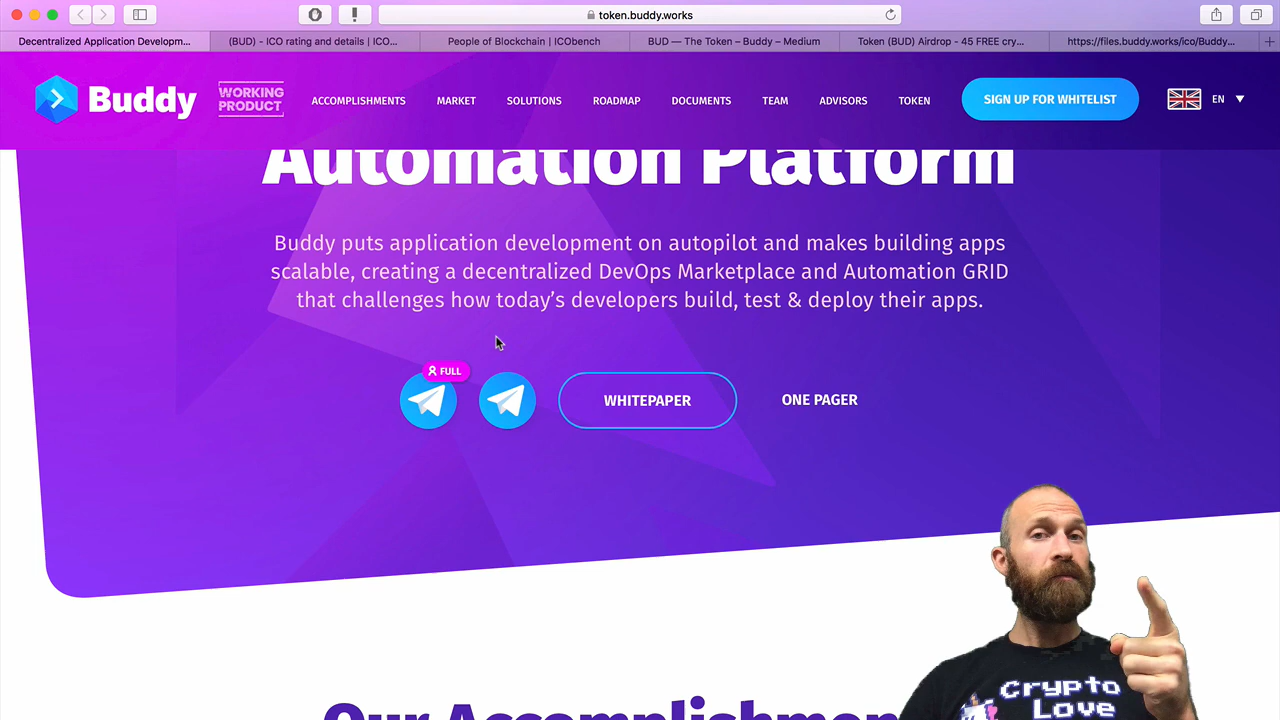 token.buddy.works
Decentralized Application Developm...
(BUD) - ICO rating and details | ICO...
People of Blockchain | ICObench
BUD — The Token – Buddy – Medium
Token (BUD) Airdrop - 45 FREE cry...
https://files.buddy.works/ico/Buddy...
Buddy
WORKING
PRODUCT
ACCOMPLISHMENTS
MARKET
SOLUTIONS
ROADMAP
DOCUMENTS
TEAM
ADVISORS
TOKEN
SIGN UP FOR WHITELIST
EN
Automation Platform
Buddy puts application development on autopilot and makes building apps
scalable, creating a decentralized DevOps Marketplace and Automation GRID
that challenges how today’s developers build, test & deploy their apps.
FULL
WHITEPAPER
ONE PAGER
Our Accomplishmen
Crypto
Love